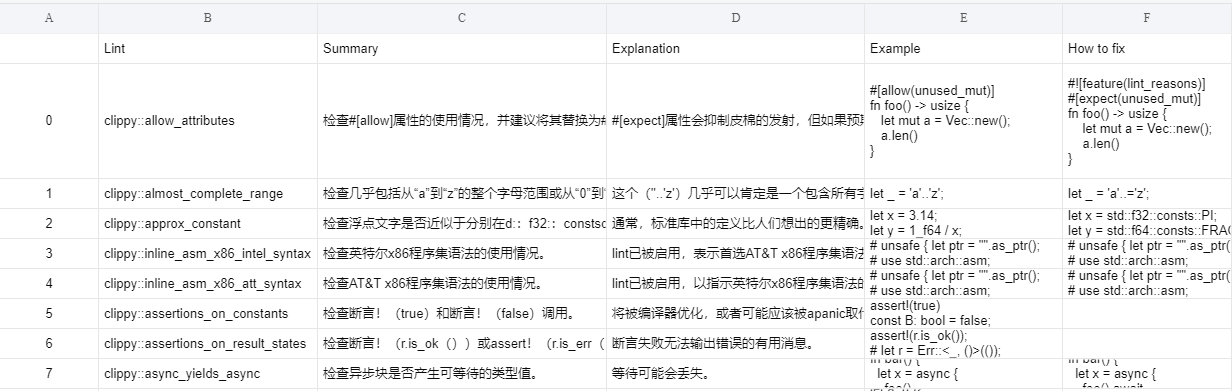 A B C D E F
Lint Summary Explanation Example How to fix
0 clippy::allow_attributes 检查#[allow]属性的使用情况，并建议将其替换为# #[expect]属性会抑制皮棉的发射，但如果预期
#[allow(unused_mut)]
fn foo() -> usize {
let mut a = Vec::new();
a.len()
}
#![feature(lint_reasons)]
#[expect(unused_mut)]
fn foo() -> usize {
let mut a = Vec::new();
a.len()
}
1 clippy::almost_complete_range 检查几乎包括从“a”到“z”的整个字母范围或从“0”到“ 这个（"..'z'）几乎可以肯定是一个包含所有字 let _ = 'a'..'z'; let _ = 'a'..='z';
2 clippy::approx_constant 检查浮点文字是否近似于分别在d：：f32：：constsc 通常，标准库中的定义比人们想出的更精确。
let x = 3.14;
let y = 1_f64 / x;
let x = std::f32::consts::PI;
let y = std::f64::consts::FRAC
3 clippy::inline_asm_x86_intel_syntax 检查英特尔x86程序集语法的使用情况。 lint已被启用，表示首选AT&T x86程序集语法
# unsafe { let ptr = "".as_ptr();
# use std::arch::asm;
# unsafe { let ptr = "".as_ptr(
# use std::arch::asm;
4 clippy::inline_asm_x86_att_syntax 检查AT&T x86程序集语法的使用情况。 lint已被启用，以指示英特尔x86程序集语法的
# unsafe { let ptr = "".as_ptr();
# use std::arch::asm;
# unsafe { let ptr = "".as_ptr(
# use std::arch::asm;
5 clippy::assertions_on_constants 检查断言！（true）和断言！（false）调用。 将被编译器优化，或者可能应该被apanic取代
assert!(true)
const B: bool = false;
6 clippy::assertions_on_result_states 检查断言！（r.is_ok（））或assert！（r.is_err（ 断言失败无法输出错误的有用消息。
assert!(r.is_ok());
# let r = Err::<_, ()>(());
7 clippy::async_yields_async 检查异步块是否产生可等待的类型值。 等待可能会丢失。
fn bar() {
let x = async {
foo()
fn bar() {
let x = async {
foo().await